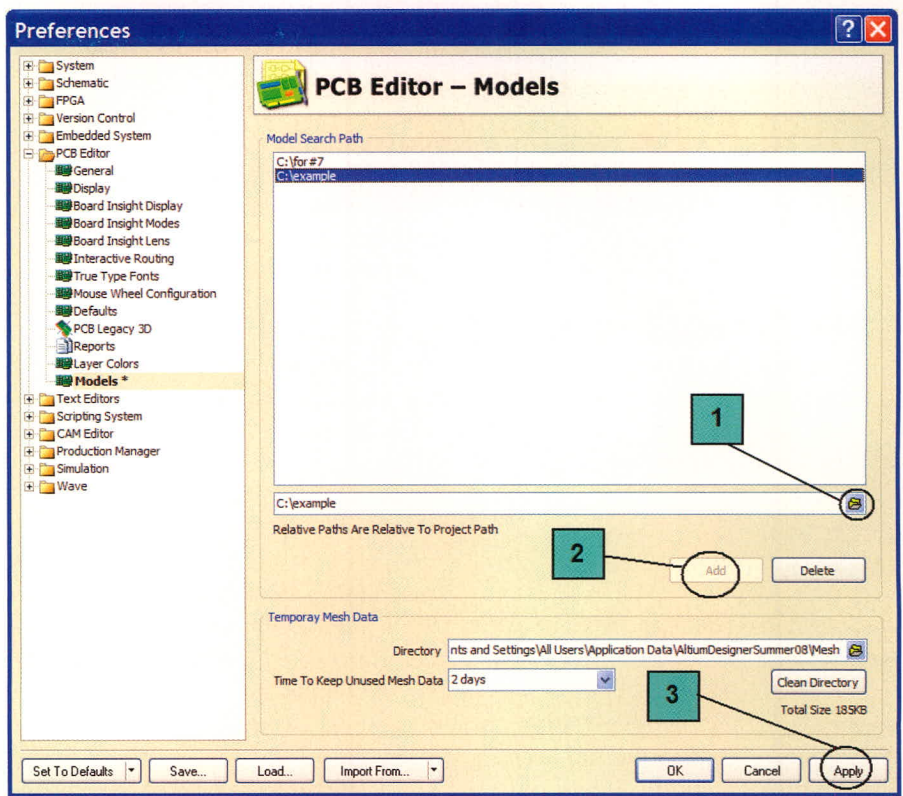 Preferences
System
Schematic
FPGA
Version Control
Embedded System
PCB Editor
General
Display
Board Insight Display
Board Insight Modes
Board Insight Lens
Interactive Routing
True Type Fonts
Mouse Wheel Configuration
Defaults
PCB Legacy 3D
Reports
Layer Colors
Models *
Text Editors
Scripting System
CAM Editor
Production Manager
Simulation
Wave
PCB Editor – Models
Model Search Path
C:\for #7
C:\example
1
C:\example
Relative Paths Are Relative To Project Path
2
Add
Delete
Temporay Mesh Data
Directory nts and Settings\All Users\Application Data\AltiumDesignerSummer08\Mesh
Time To Keep Unused Mesh Data 2 days
Clean Directory
3
Total Size 185KB
Set To Defaults
Save...
Load...
Import From...
OK
Cancel
Apply